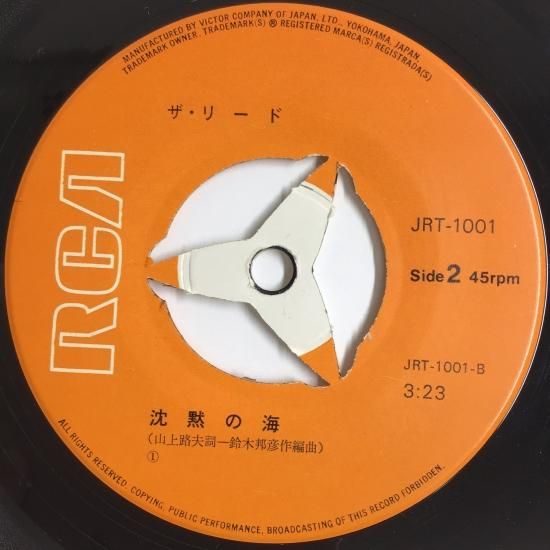 MANUFACTURED BY VICTOR COMPANY OF JAPAN, LTD., YOKOHAMA, JAPAN.
TRADEMARK OWNER. TRADEMARK(S) ® REGISTERED MARCA(S) REGISTRADA(S)
ザ・リード
RCA
JRT-1001
Side 2 45rpm
JRT-1001-B
3:23
沈黙の海
(山上路夫詞―鈴木邦彦作編曲)
①
ALL RIGHTS RESERVED. COPYING, PUBLIC PERFORMANCE, BROADCASTING OF THIS RECORD FORBIDDEN.